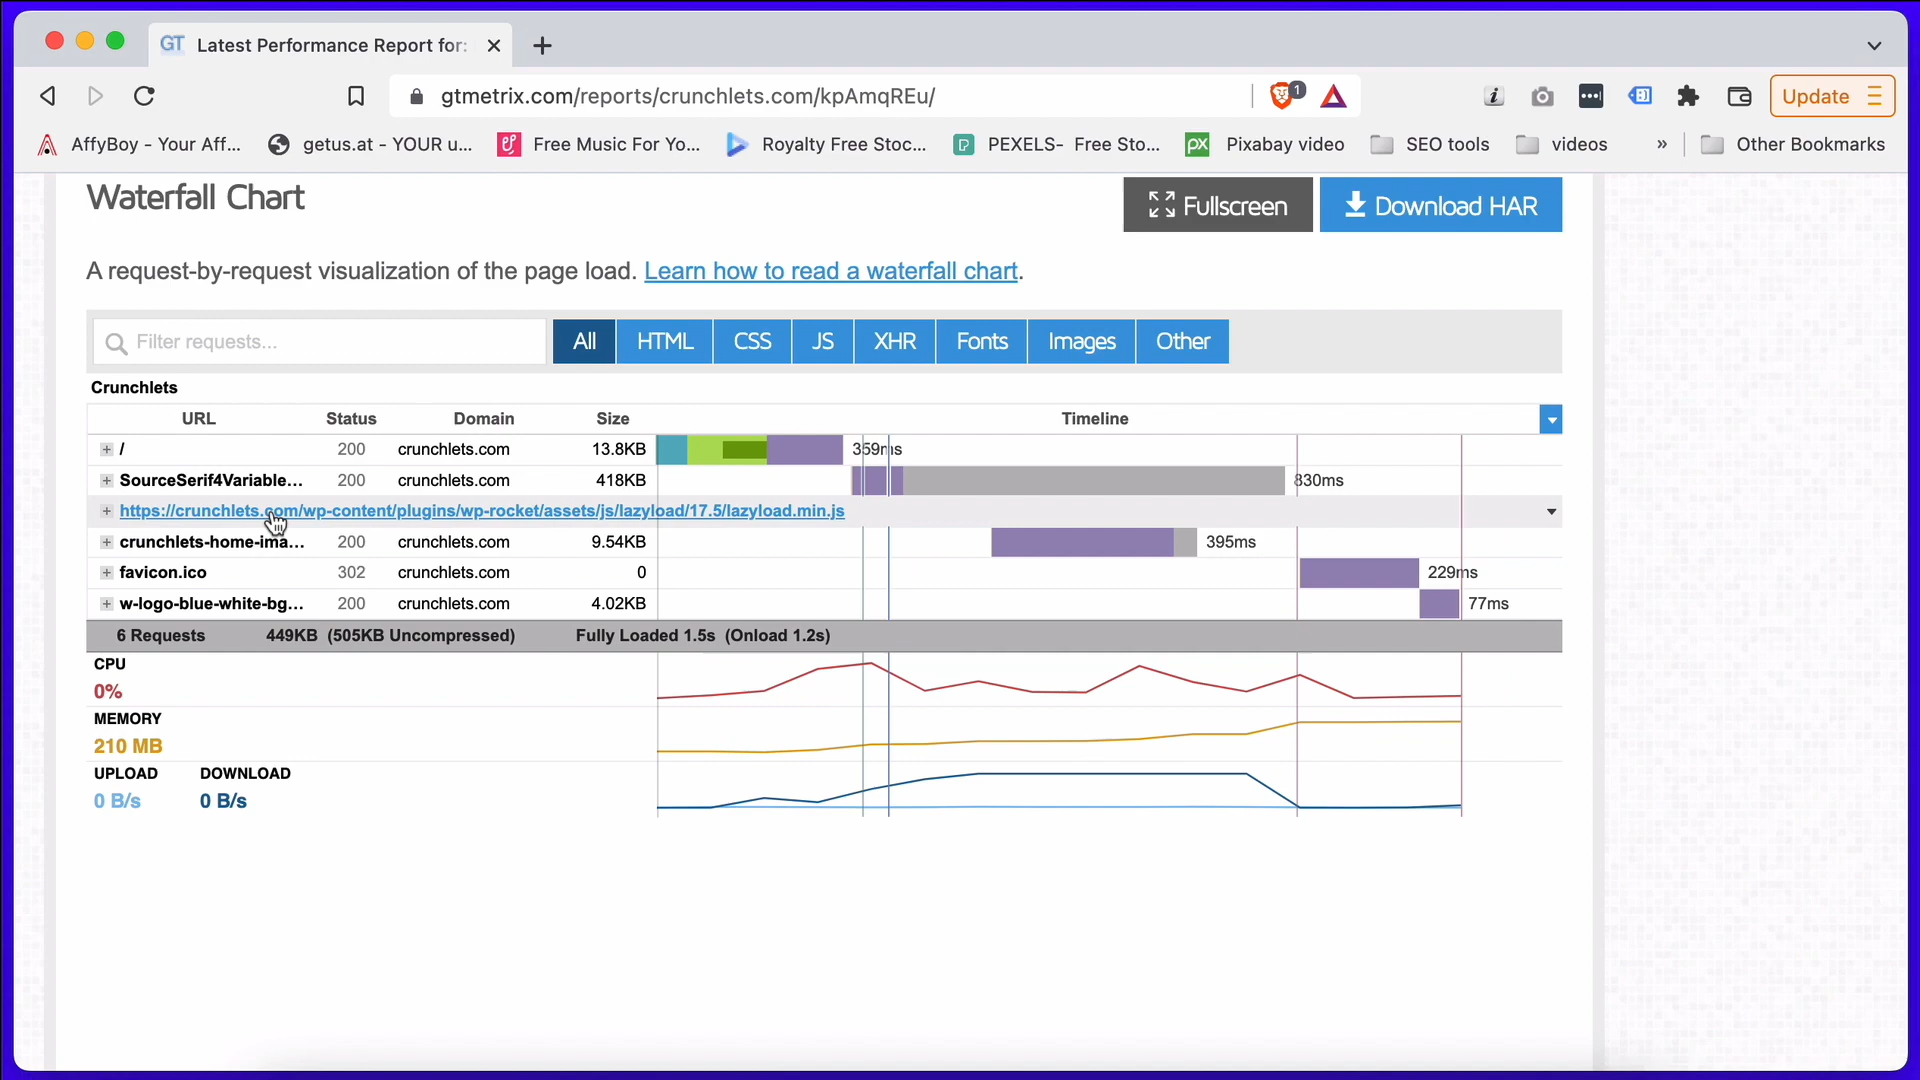 GT Latest Performance Report for:
gtmetrix.com/reports/crunchlets.com/kpAmqREu/
1
Update
AffyBoy - Your Aff...
getus.at - YOUR u...
Free Music For Yo...
Royalty Free Stoc...
PEXELS- Free Sto...
px Pixabay video
SEO tools
videos
»
Other Bookmarks
Waterfall Chart
Fullscreen
Download HAR
A request-by-request visualization of the page load. Learn how to read a waterfall chart.
Filter requests...
All HTML CSS JS XHR Fonts Images Other
Crunchlets
URL Status Domain Size Timeline
/ 200 crunchlets.com 13.8KB 359ms
SourceSerif4Variable... 200 crunchlets.com 418KB 830ms
https://crunchlets.com/wp-content/plugins/wp-rocket/assets/js/lazyload/17.5/lazyload.min.js
crunchlets-home-ima... 200 crunchlets.com 9.54KB 395ms
favicon.ico 302 crunchlets.com 0 229ms
w-logo-blue-white-bg... 200 crunchlets.com 4.02KB 77ms
6 Requests 449KB (505KB Uncompressed) Fully Loaded 1.5s (Onload 1.2s)
CPU
0%
MEMORY
210 MB
UPLOAD DOWNLOAD
0 B/s 0 B/s